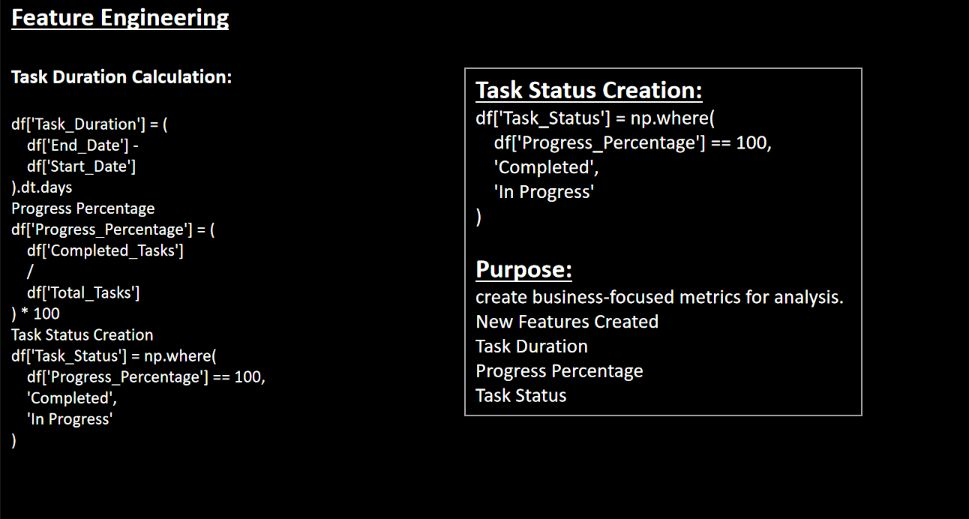 Feature Engineering
Task Duration Calculation:
df['Task_Duration'] = (
df['End_Date'] -
df['Start_Date']
).dt.days
Progress Percentage
df['Progress_Percentage'] = (
df['Completed_Tasks']
/
df['Total_Tasks']
) * 100
Task Status Creation
df['Task_Status'] = np.where(
df['Progress_Percentage'] == 100,
'Completed',
'In Progress'
)
Task Status Creation:
df['Task_Status'] = np.where(
df['Progress_Percentage'] == 100,
'Completed',
'In Progress'
)
Purpose:
create business-focused metrics for analysis.
New Features Created
Task Duration
Progress Percentage
Task Status